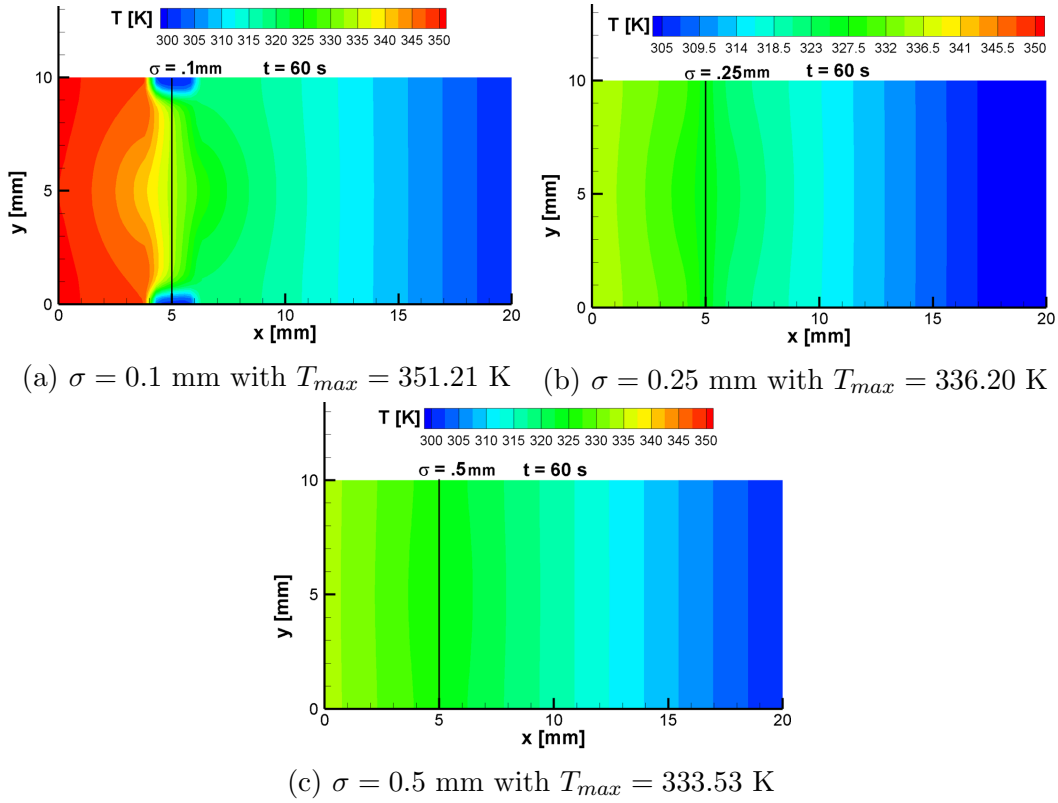 T [K]
300 305 310 315 320 325 330 335 340 345 350
σ = .1mm t = 60 s
10
5
0
y [mm]
0 5 10 15 20
x [mm]
(a) σ = 0.1 mm with Tmax = 351.21 K
T [K]
305 309.5 314 318.5 323 327.5 332 336.5 341 345.5 350
σ = .25mm t = 60 s
10
5
0
y [mm]
0 5 10 15 20
x [mm]
(b) σ = 0.25 mm with Tmax = 336.20 K
T [K]
300 305 310 315 320 325 330 335 340 345 350
σ = .5mm t = 60 s
10
5
0
y [mm]
0 5 10 15 20
x [mm]
(c) σ = 0.5 mm with Tmax = 333.53 K